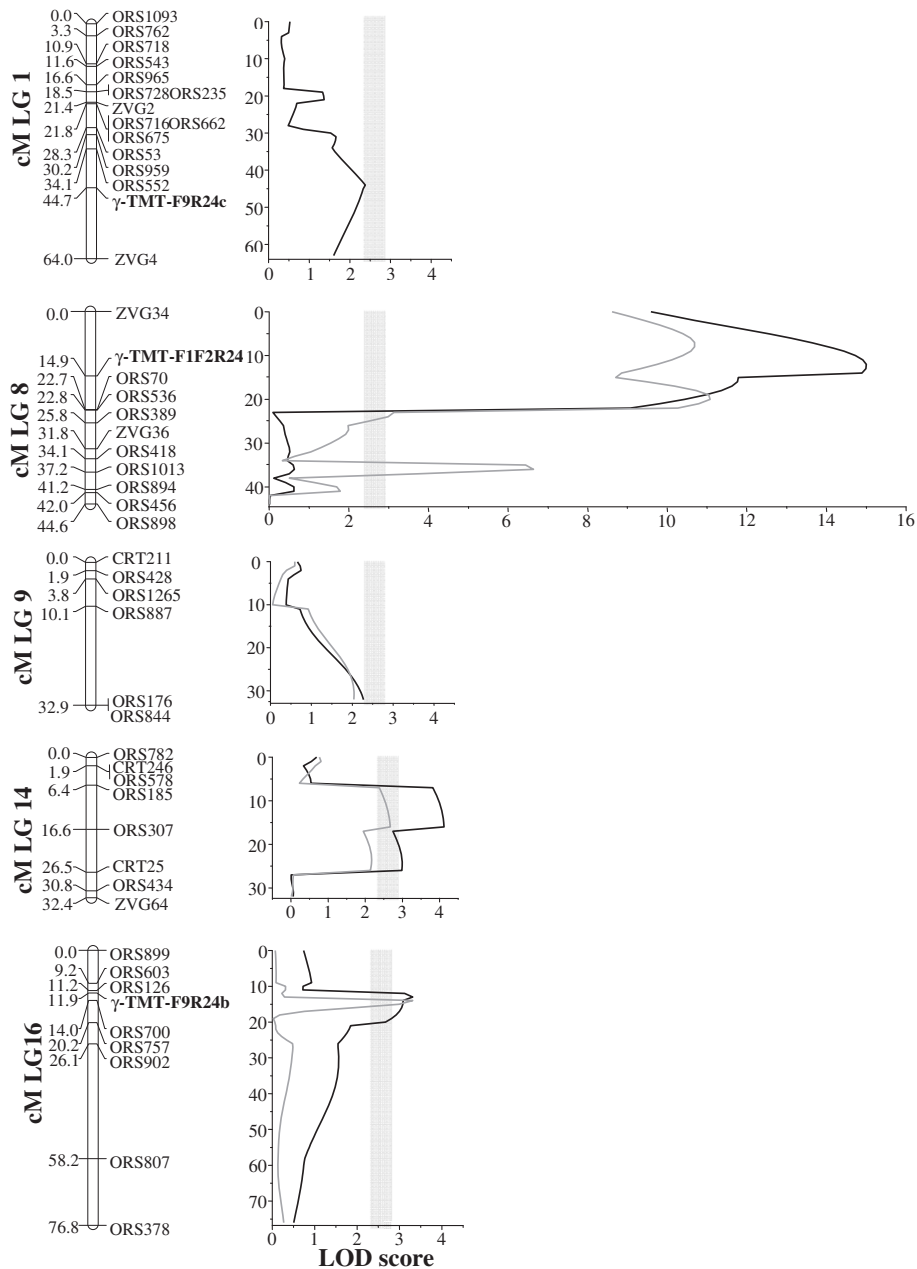 cM LG 1
0.0 ORS1093
3.3 ORS762
10.9 ORS718
11.6 ORS543
16.6 ORS965
18.5 ORS728ORS235
21.4 ZVG2
21.8 ORS716ORS662
ORS675
28.3 ORS53
30.2 ORS959
34.1 ORS552
44.7 γ-TMT-F9R24c
64.0 ZVG4
0
10
20
30
40
50
60
0 1 2 3 4
cM LG 8
0.0 ZVG34
14.9 γ-TMT-F1F2R24
22.7 ORS70
22.8 ORS536
25.8 ORS389
31.8 ZVG36
34.1 ORS418
37.2 ORS1013
41.2 ORS894
42.0 ORS456
44.6 ORS898
0
10
20
30
40
0 2 4 6 8 10 12 14 16
cM LG 9
0.0 CRT211
1.9 ORS428
3.8 ORS1265
10.1 ORS887
32.9 ORS176
ORS844
0
10
20
30
0 1 2 3 4
cM LG 14
0.0 ORS782
1.9 CRT246
ORS578
6.4 ORS185
16.6 ORS307
26.5 CRT25
30.8 ORS434
32.4 ZVG64
0
10
20
30
0 1 2 3 4
cM LG16
0.0 ORS899
9.2 ORS603
11.2 ORS126
11.9 γ-TMT-F9R24b
14.0 ORS700
20.2 ORS757
26.1 ORS902
58.2 ORS807
76.8 ORS378
0
10
20
30
40
50
60
70
0 1 2 3 4
LOD score